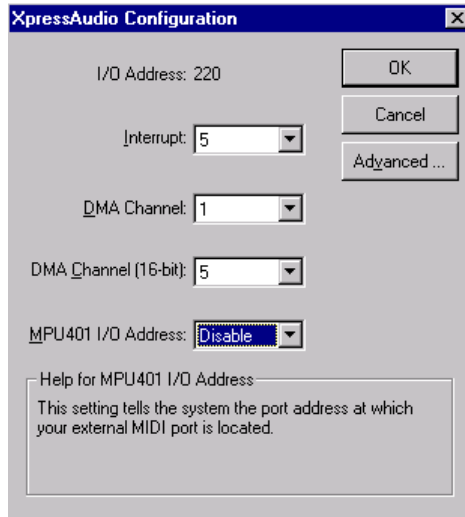 XpressAudio Configuration
I/O Address: 220
OK
Cancel
Interrupt: 5
Advanced ...
DMA Channel: 1
DMA Channel (16-bit): 5
MPU401 I/O Address: Disable
Help for MPU401 I/O Address
This setting tells the system the port address at which
your external MIDI port is located.